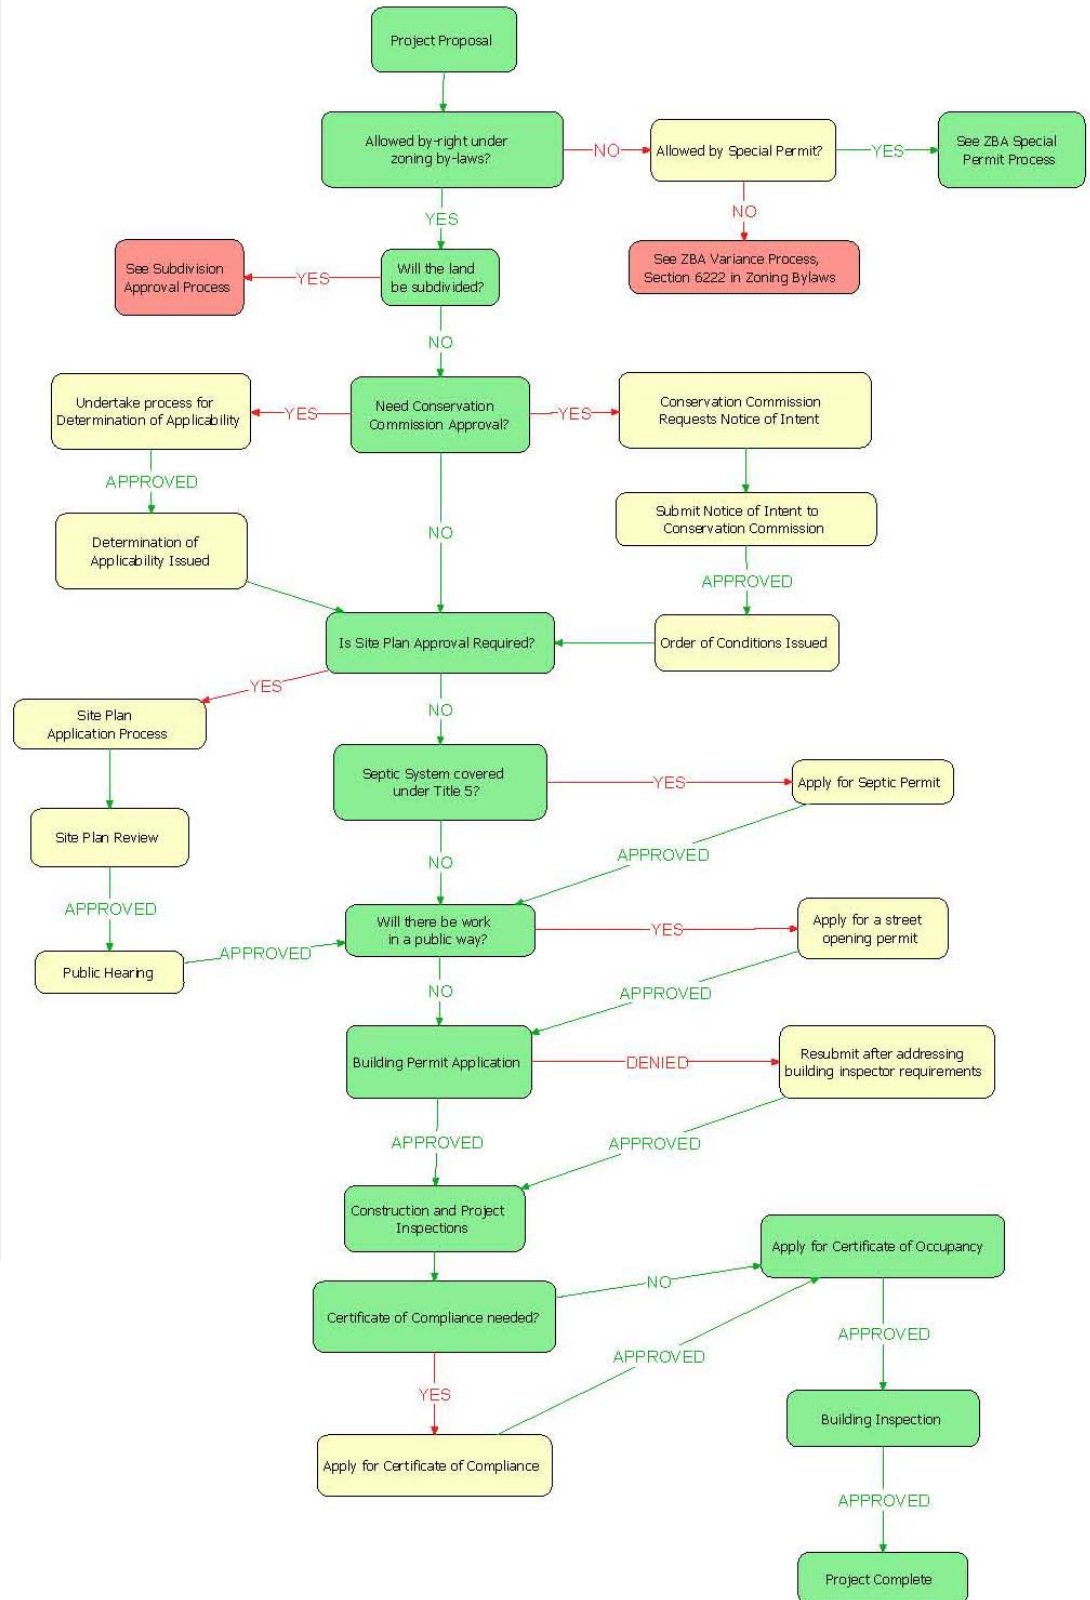 Project Proposal
Allowed by-right under
zoning by-laws?
NO
Allowed by Special Permit?
YES
See ZBA Special
Permit Process
YES
NO
See Subdivision
Approval Process
YES
Will the land
be subdivided?
See ZBA Variance Process,
Section 6222 in Zoning Bylaws
NO
Undertake process for
Determination of Applicability
YES
Need Conservation
Commission Approval?
YES
Conservation Commission
Requests Notice of Intent
APPROVED
Submit Notice of Intent to
Conservation Commission
NO
Determination of
Applicability Issued
APPROVED
Is Site Plan Approval Required?
Order of Conditions Issued
YES
NO
Site Plan
Application Process
Septic System covered
under Title 5?
YES
Apply for Septic Permit
Site Plan Review
NO
APPROVED
APPROVED
Will there be work
in a public way?
YES
Apply for a street
opening permit
Public Hearing
APPROVED
NO
APPROVED
Building Permit Application
DENIED
Resubmit after addressing
building inspector requirements
APPROVED
APPROVED
Construction and Project
Inspections
Apply for Certificate of Occupancy
NO
Certificate of Compliance needed?
APPROVED
APPROVED
YES
Building Inspection
Apply for Certificate of Compliance
APPROVED
Project Complete